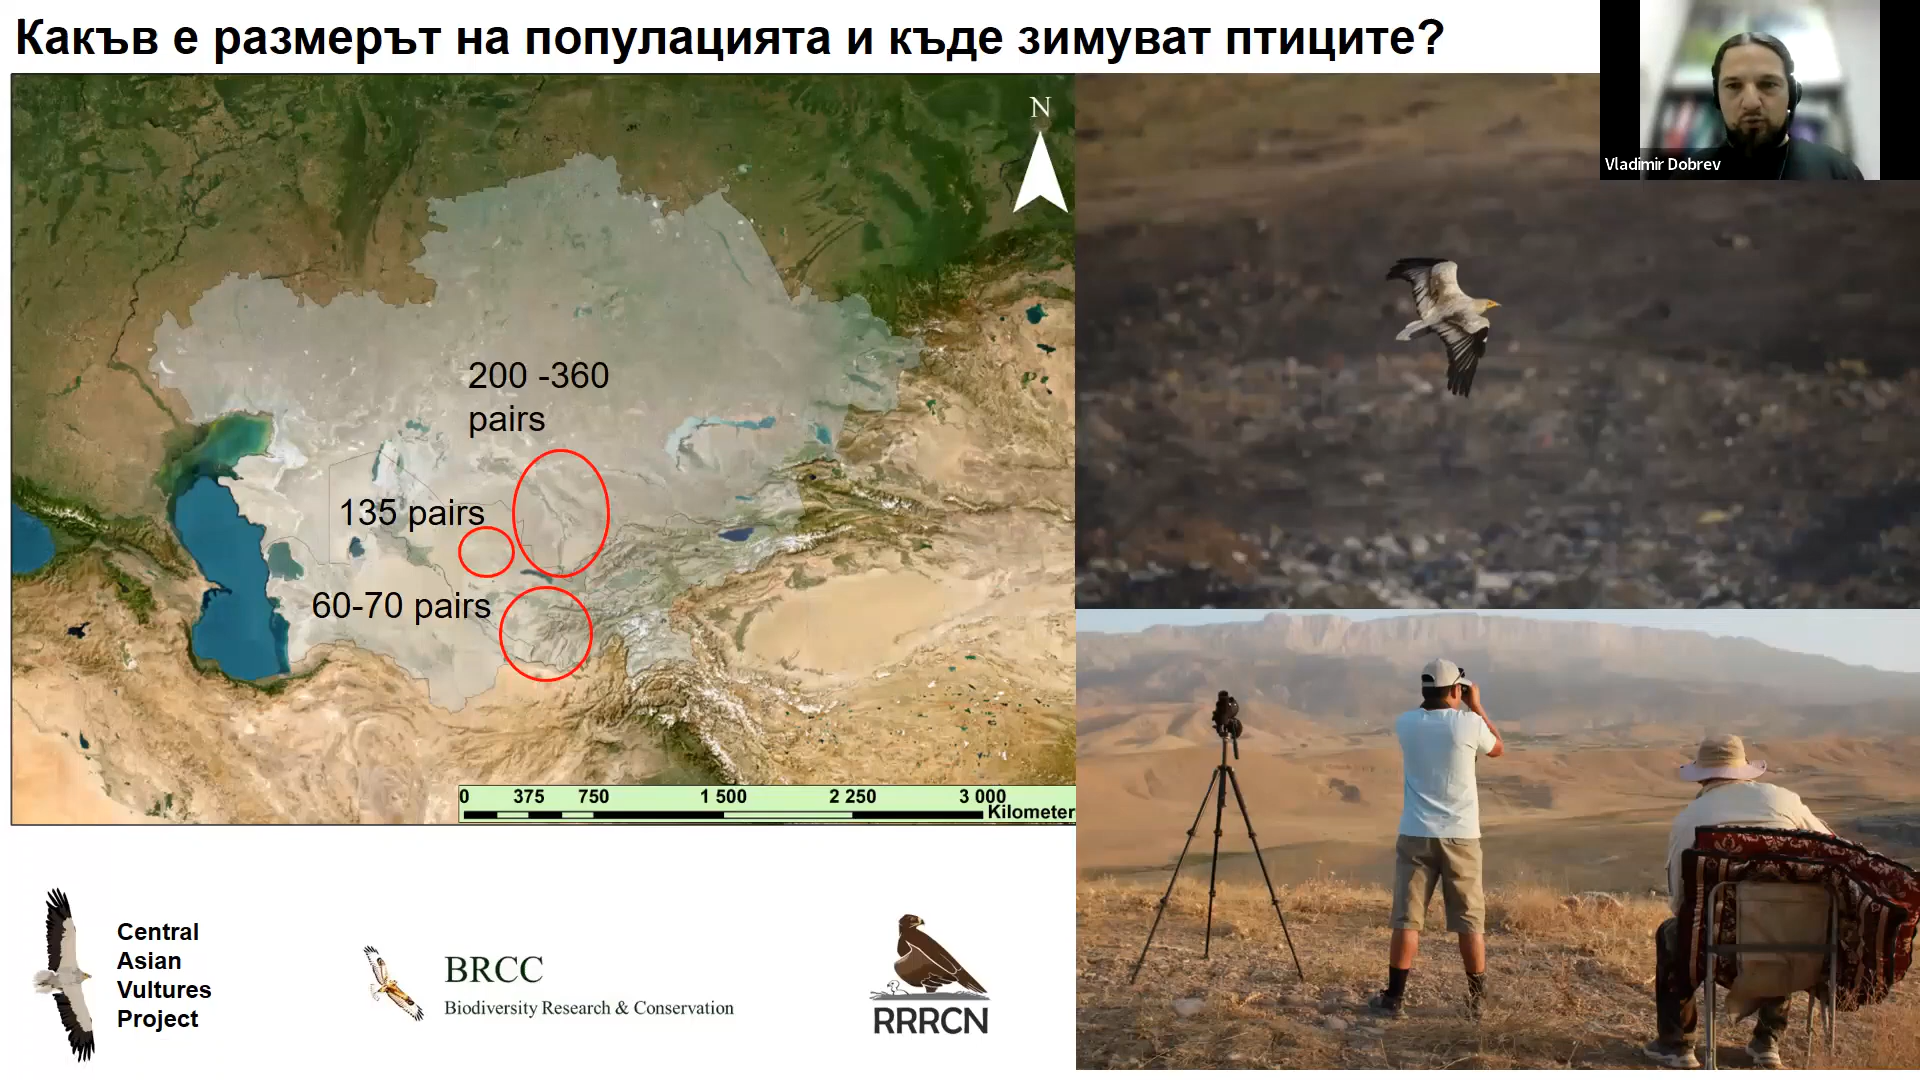 Какъв е размерът на популацията и къде зимуват птиците?
Vladimir Dobrev
N
200 -360
pairs
135 pairs
60-70 pairs
0 375 750 1 500 2 250 3 000
Kilometer
Central
Asian
Vultures
Project
BRCC
Biodiversity Research & Conservation
RRRCN